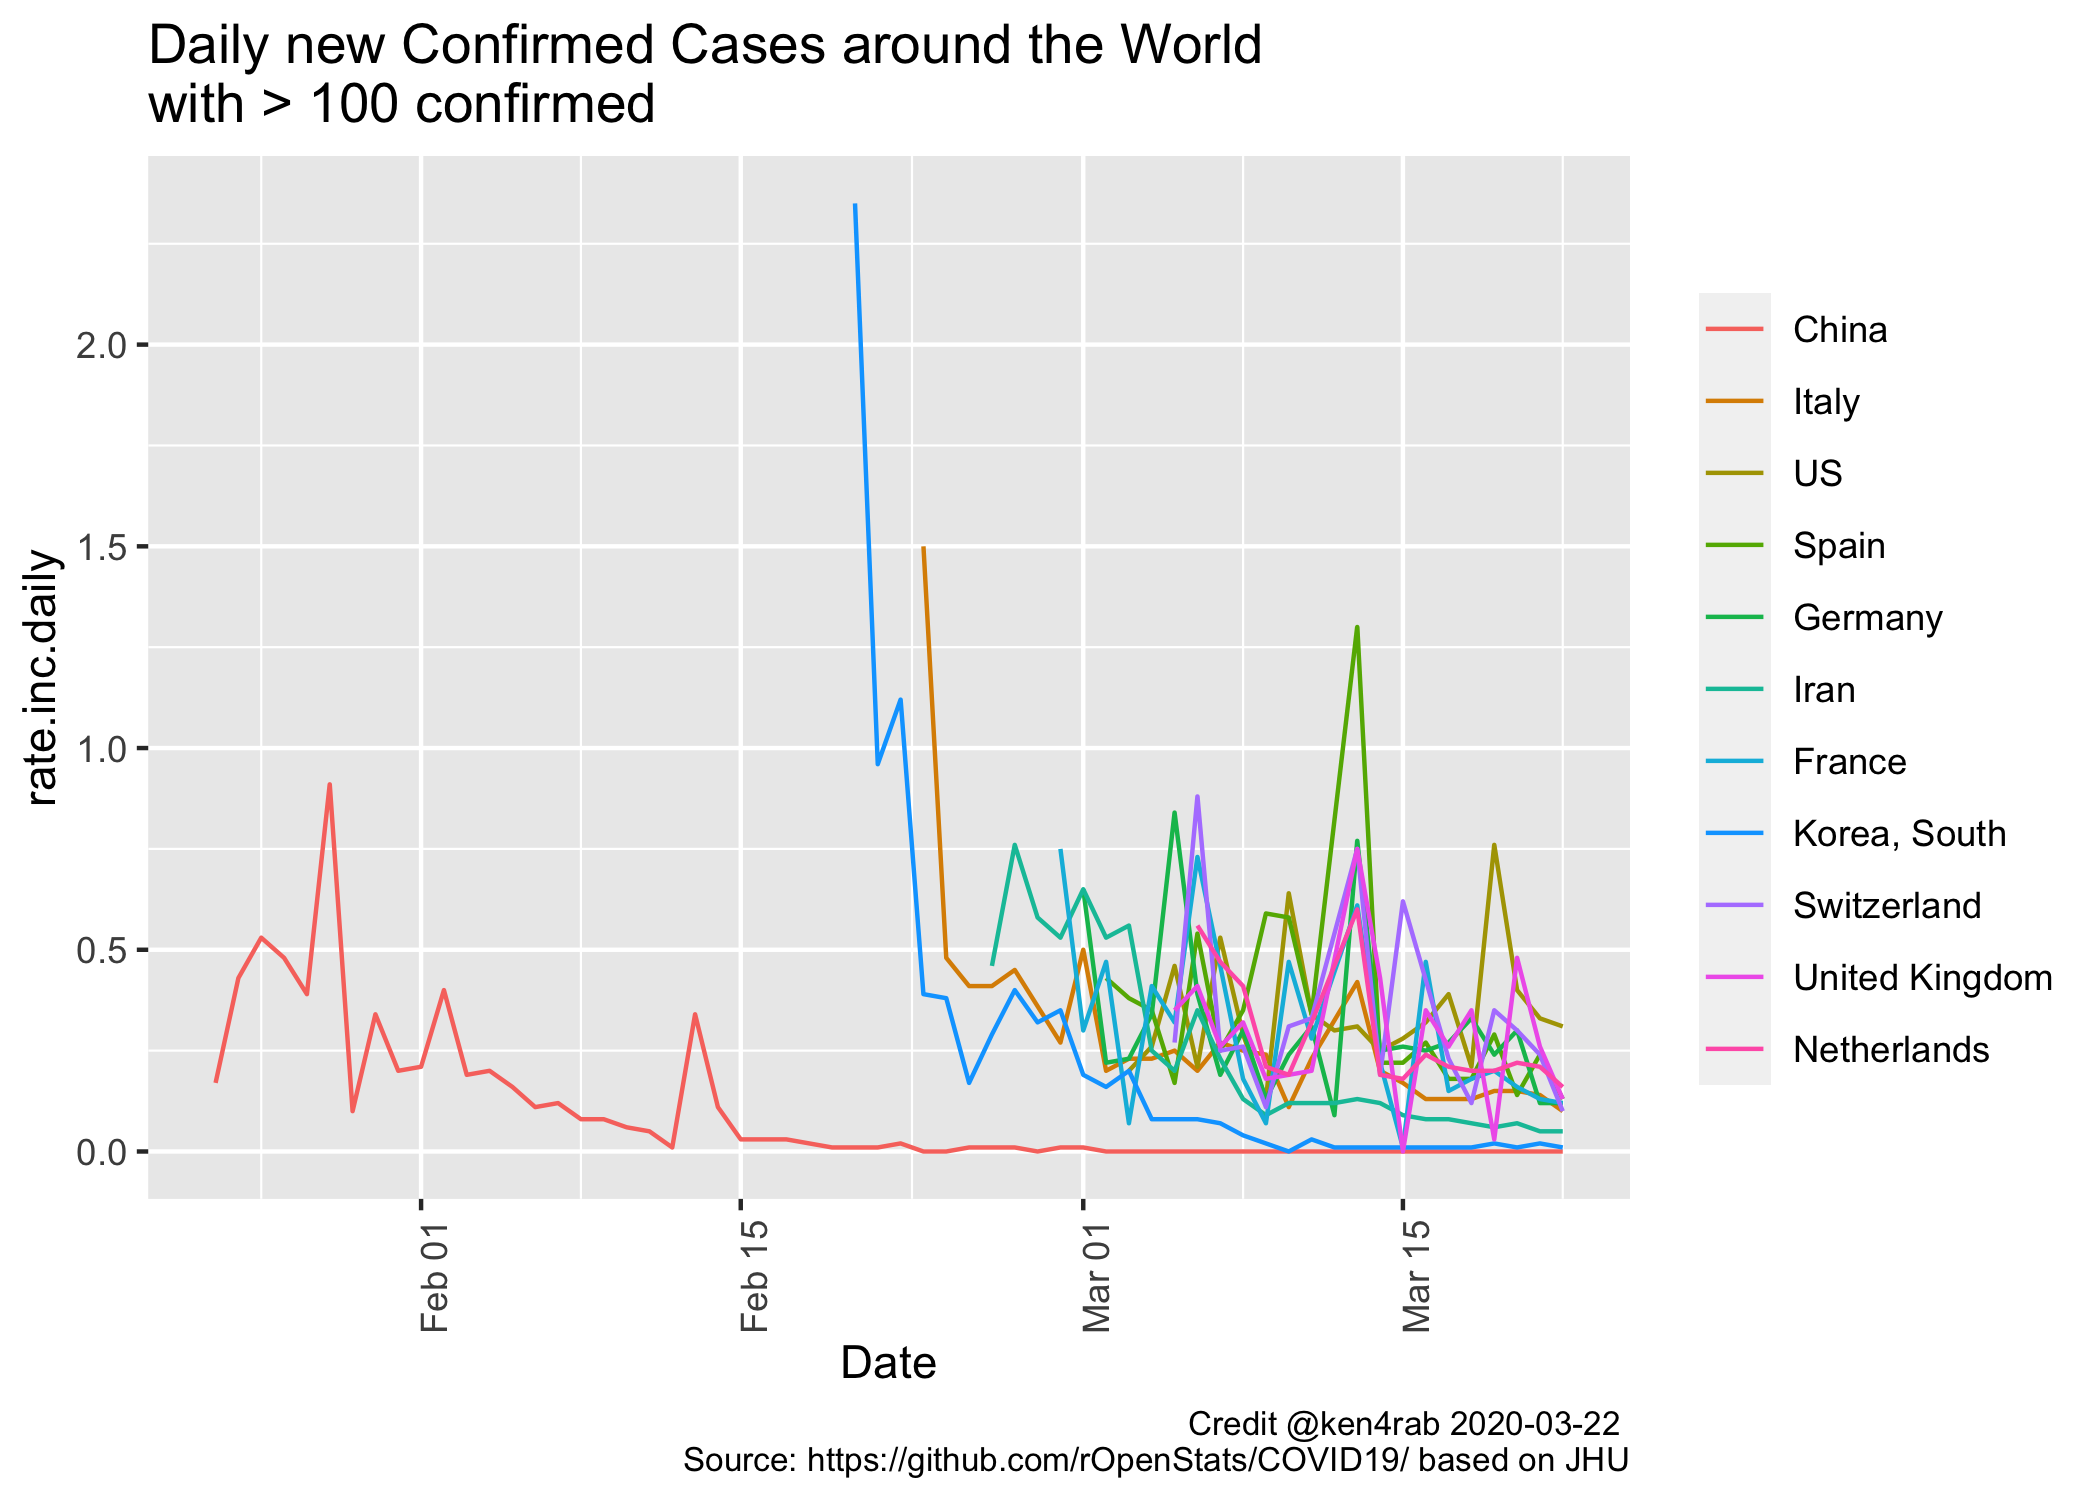 Daily new Confirmed Cases around the World
with > 100 confirmed
rate.inc.daily
2.0
1.5
1.0
0.5
0.0
Feb 01
Feb 15
Mar 01
Mar 15
Date
China
Italy
US
Spain
Germany
Iran
France
Korea, South
Switzerland
United Kingdom
Netherlands
Credit @ken4rab 2020-03-22
Source: https://github.com/rOpenStats/COVID19/ based on JHU